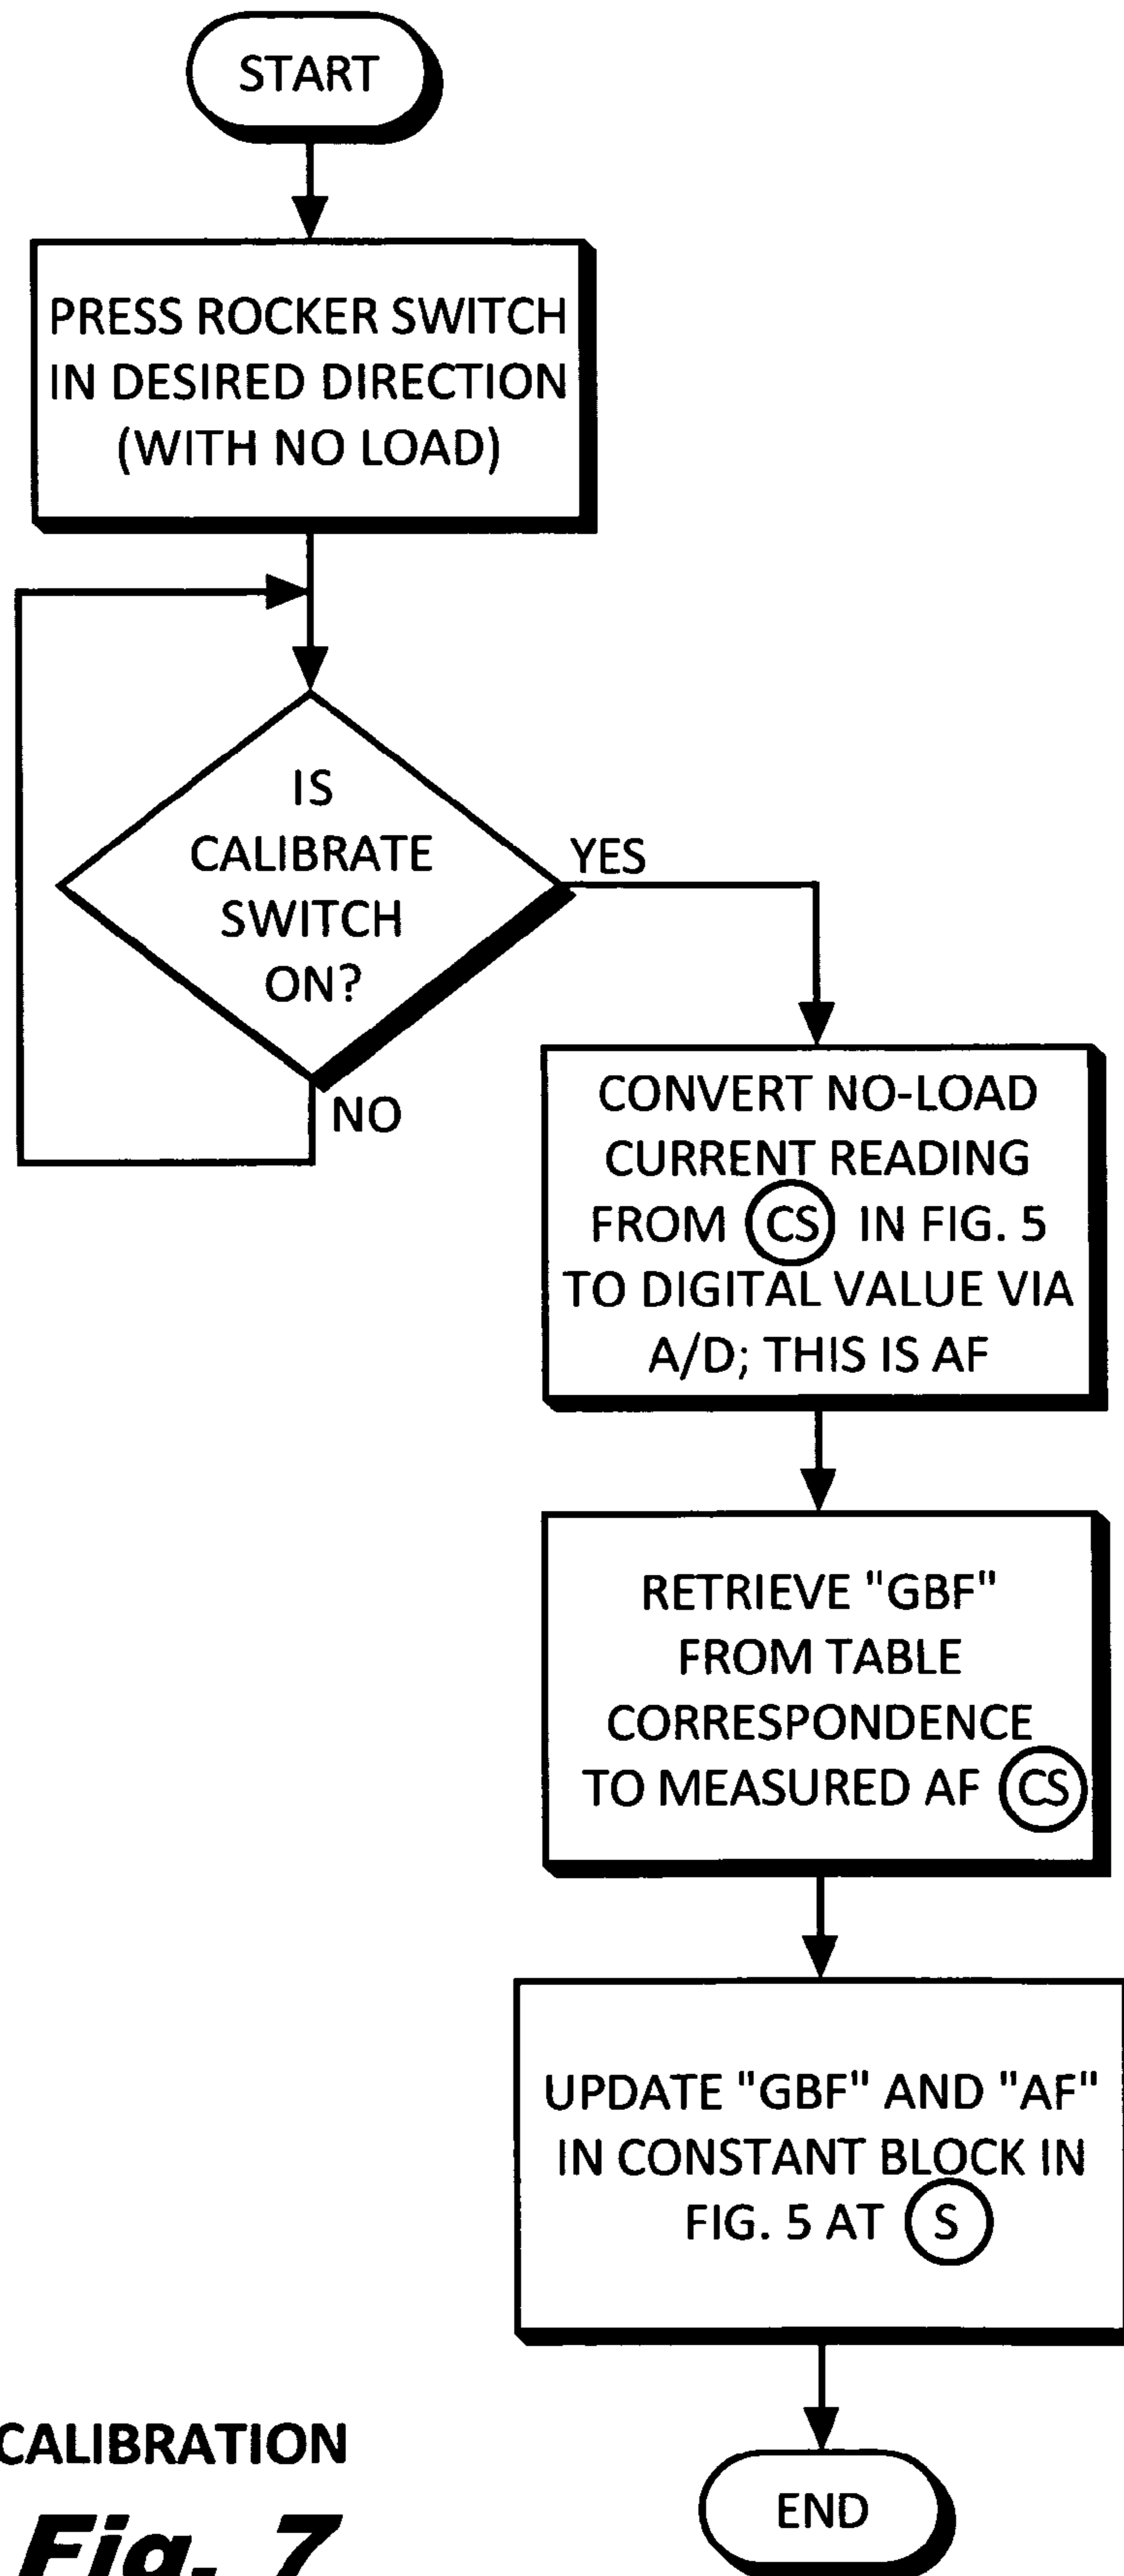 START
PRESS ROCKER SWITCH
IN DESIRED DIRECTION
(WITH NO LOAD)
IS
CALIBRATE
SWITCH
ON?
YES
NO
CONVERT NO-LOAD
CURRENT READING
FROM CS IN FIG. 5
TO DIGITAL VALUE VIA
A/D; THIS IS AF
RETRIEVE "GBF"
FROM TABLE
CORRESPONDENCE
TO MEASURED AF CS
UPDATE "GBF" AND "AF"
IN CONSTANT BLOCK IN
FIG. 5 AT S
END
CALIBRATION
Fig. 7